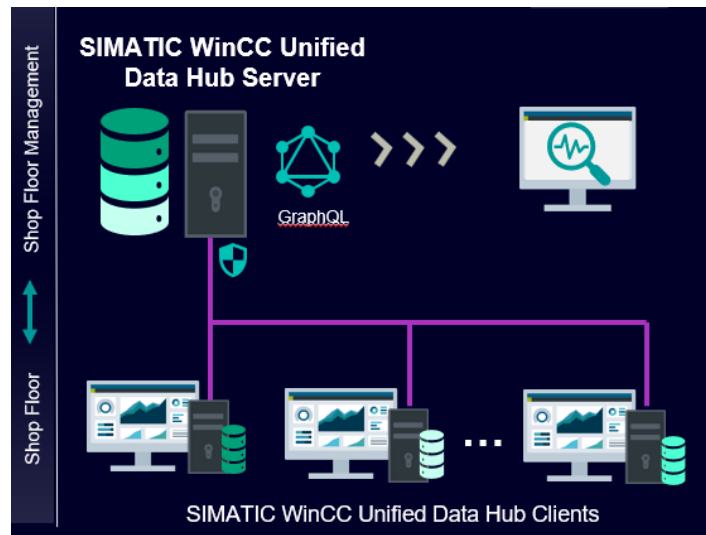 SIMATIC WinCC Unified
Data Hub Server
Shop Floor Management
GraphQL
Shop Floor
...
SIMATIC WinCC Unified Data Hub Clients